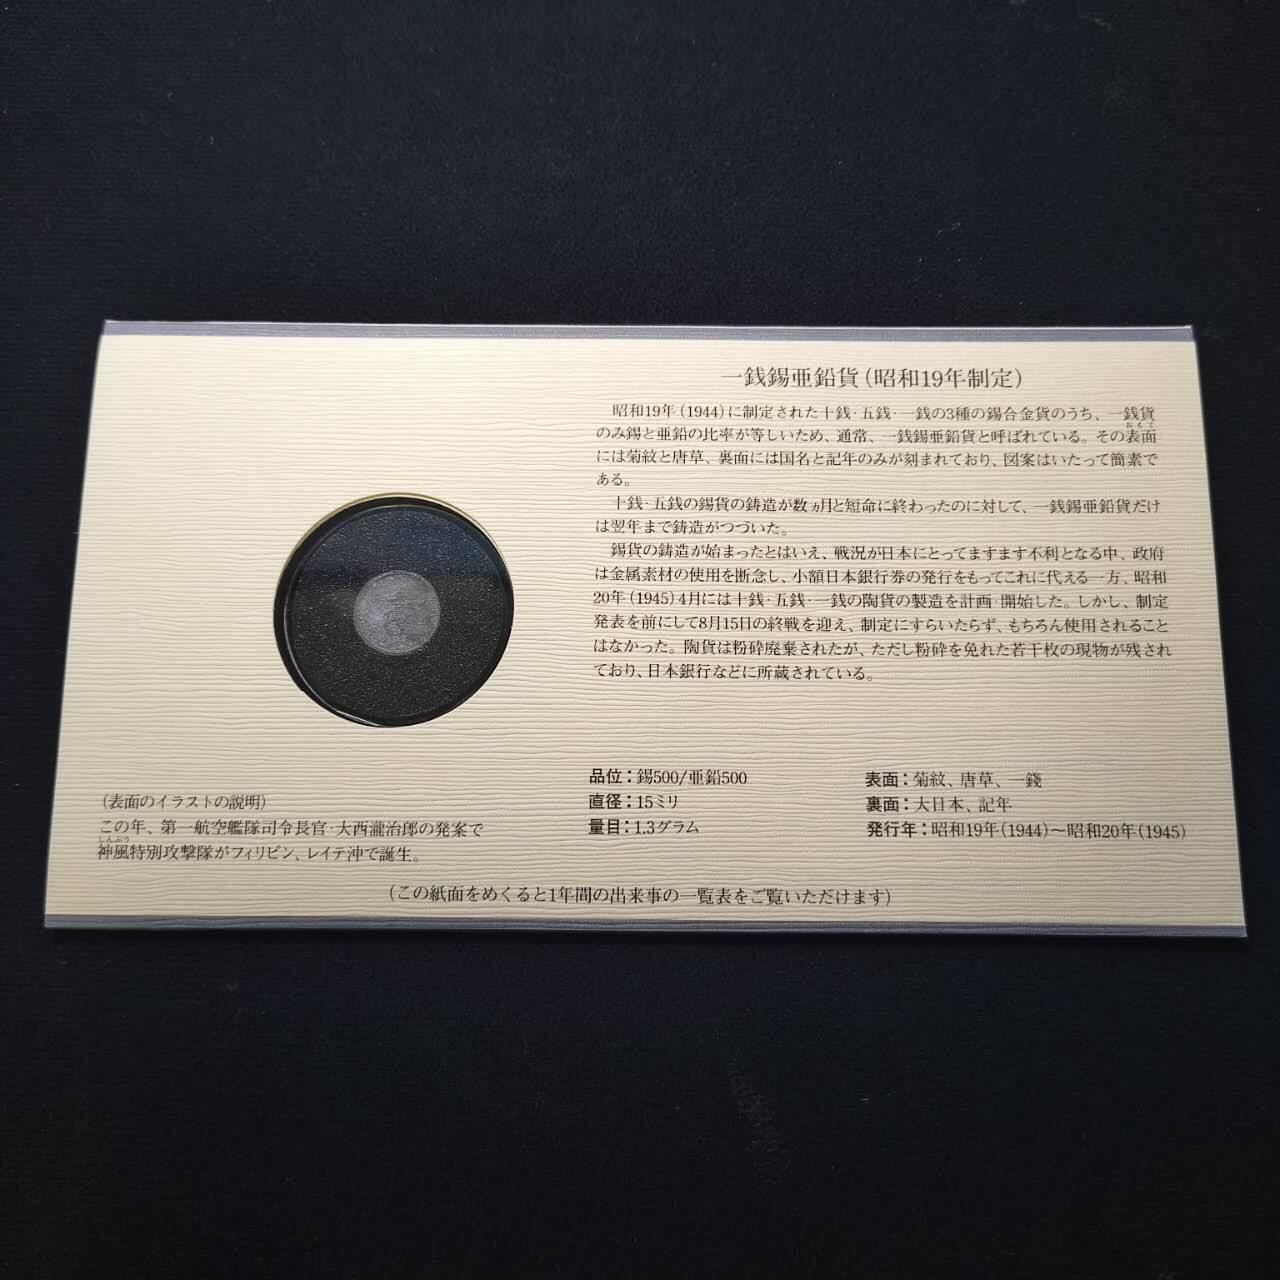 一銭錫亜鉛貨(昭和19年制定)
昭和19年(1944)に制定された十銭·五銭·一銭の3種の錫合金貨のうち、一銭貨
のみ錫と亜鉛の比率が等しいため、通常、一銭錫亜鉛貨と呼ばれている。その表面
おもて
には菊紋と唐草、裏面には国名と記年のみが刻まれており、図案はいたって簡素で
ある。
十銭·五銭の錫貨の鋳造が数ヵ月と短命に終わったのに対して、一銭錫亜鉛貨だけ
は翌年まで鋳造がつづいた。
錫貨の鋳造が始まったとはいえ、戦況が日本にとってますます不利となる中、政府
は金属素材の使用を断念し、小額日本銀行券の発行をもってこれに代える一方、昭和
20年(1945)4月には十銭·五銭·一銭の陶貨の製造を計画·開始した。しかし、制定
発表を前にして8月15日の終戦を迎え、制定にすらいたらず、もちろん使用されること
はなかった。陶貨は粉砕廃棄されたが、ただし粉砕を免れた若干枚の現物が残され
ており、日本銀行などに所蔵されている。
品位：錫500/亜鉛500
直径：15ミリ
量目：1.3グラム
表面：菊紋、唐草、一錢
裏面：大日本、記年
発行年：昭和19年(1944)〜昭和20年(1945)
(表面のイラストの説明)
この年、第一航空艦隊司令長官·大西瀧治郎の発案で
しんぷう
神風特別攻撃隊がフィリピン、レイテ沖で誕生。
(この紙面をめくると1年間の出来事の一覧表をご覧いただけます)